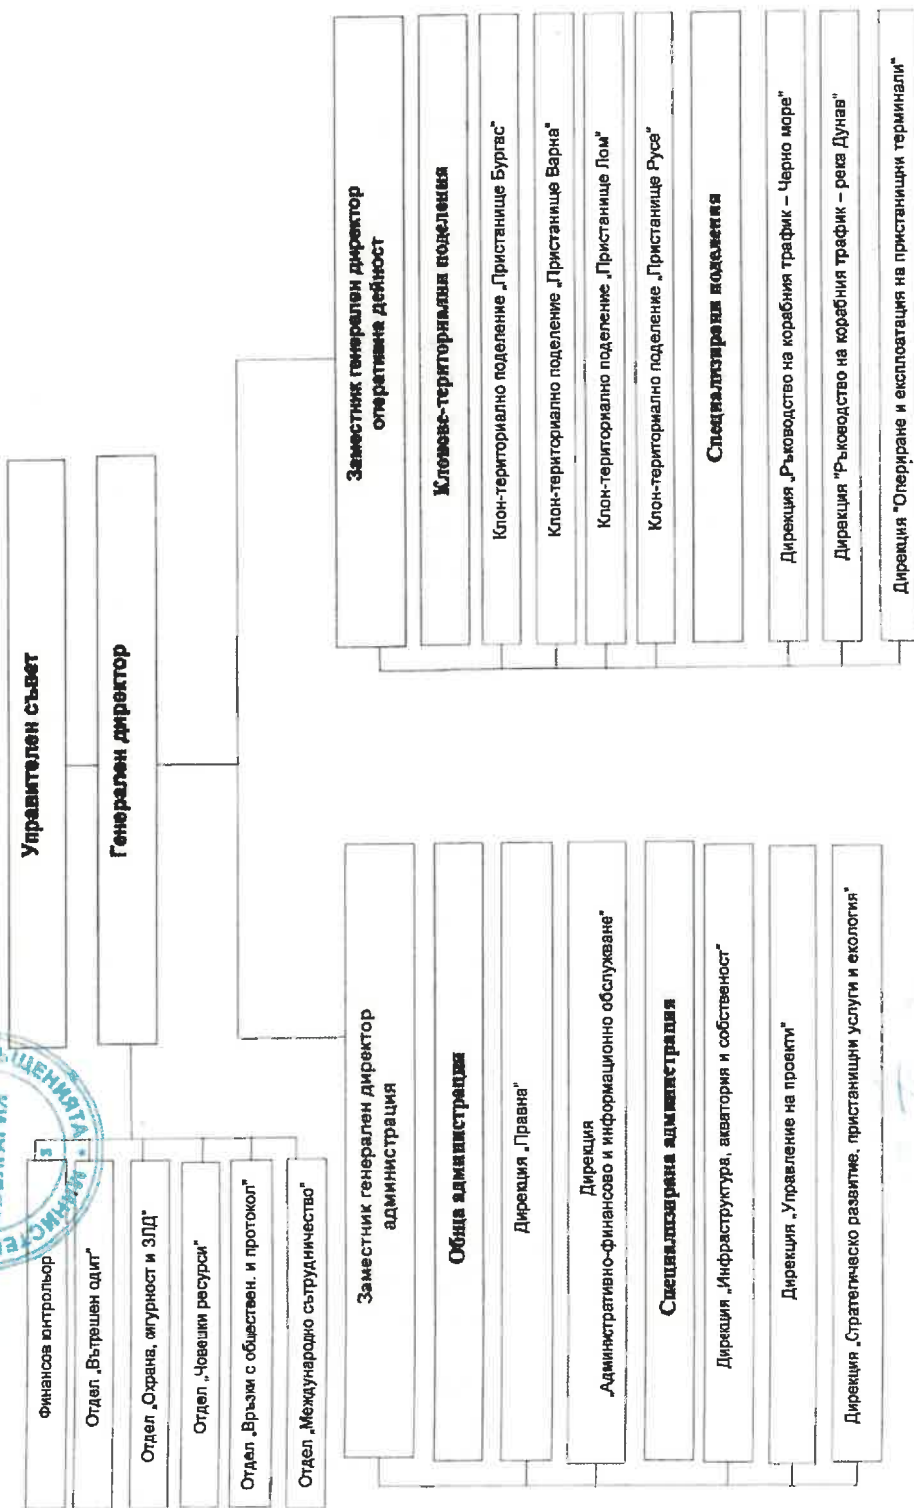 Управителен съвет
Генерален директор
Финансов контрольор
Отдел „Вътрешен одит“
Отдел „Охрана, сигурност и ЗЛД“
Отдел „Човешки ресурси“
Отдел „Връзки с обществен. и протокол“
Отдел „Международно сътрудничество“
Заместник генерален директор
администрация
Обща администрация
Дирекция „Правна“
Дирекция
„Административно-финансово и информационно обслужване“
Специализирана администрация
Дирекция „Инфраструктура, акватория и собственост“
Дирекция „Управление на проекти“
Дирекция „Стратегическо развитие, пристанищни услуги и екология“
Заместник генерален директор
оперативна дейност
Клонове-териториални поделения
Клон-териториално поделение „Пристанище Бургас“
Клон-териториално поделение „Пристанище Варна“
Клон-териториално поделение „Пристанище Лом“
Клон-териториално поделение „Пристанище Русе“
Специализирани поделения
Дирекция „Ръководство на корабния трафик – Черно море“
Дирекция "Ръководство на корабния трафик – река Дунав“
Дирекция "Опериране и експлоатация на пристанищни терминали“
3